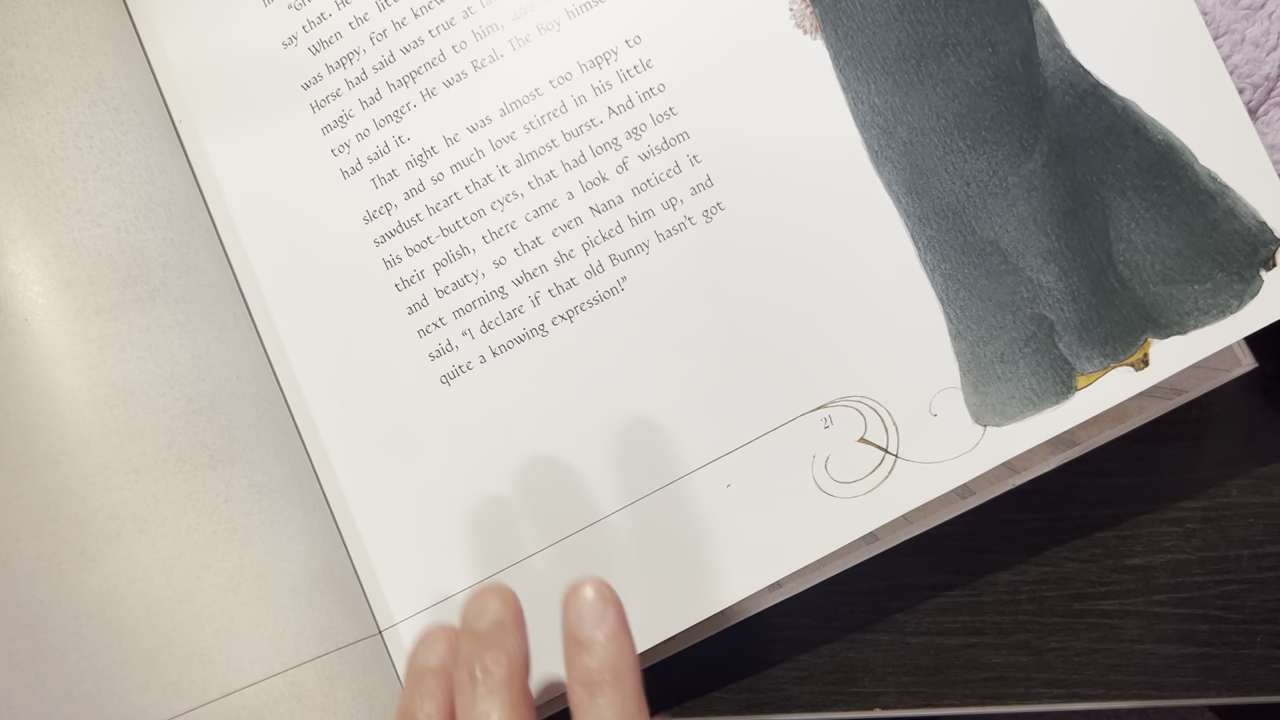 say that. He
When the
was happy, for he knew
Horse had said was true at
magic had happened to him,
toy no longer. He was Real. The Boy
had said it.
That night he was almost too happy to
sleep, and so much love stirred in his little
sawdust heart that it almost burst. And into
his boot-button eyes, that had long ago lost
their polish, there came a look of wisdom
and beauty, so that even Nana noticed it
next morning when she picked him up, and
said, “I declare if that old Bunny hasn't got
quite a knowing expression!”
21